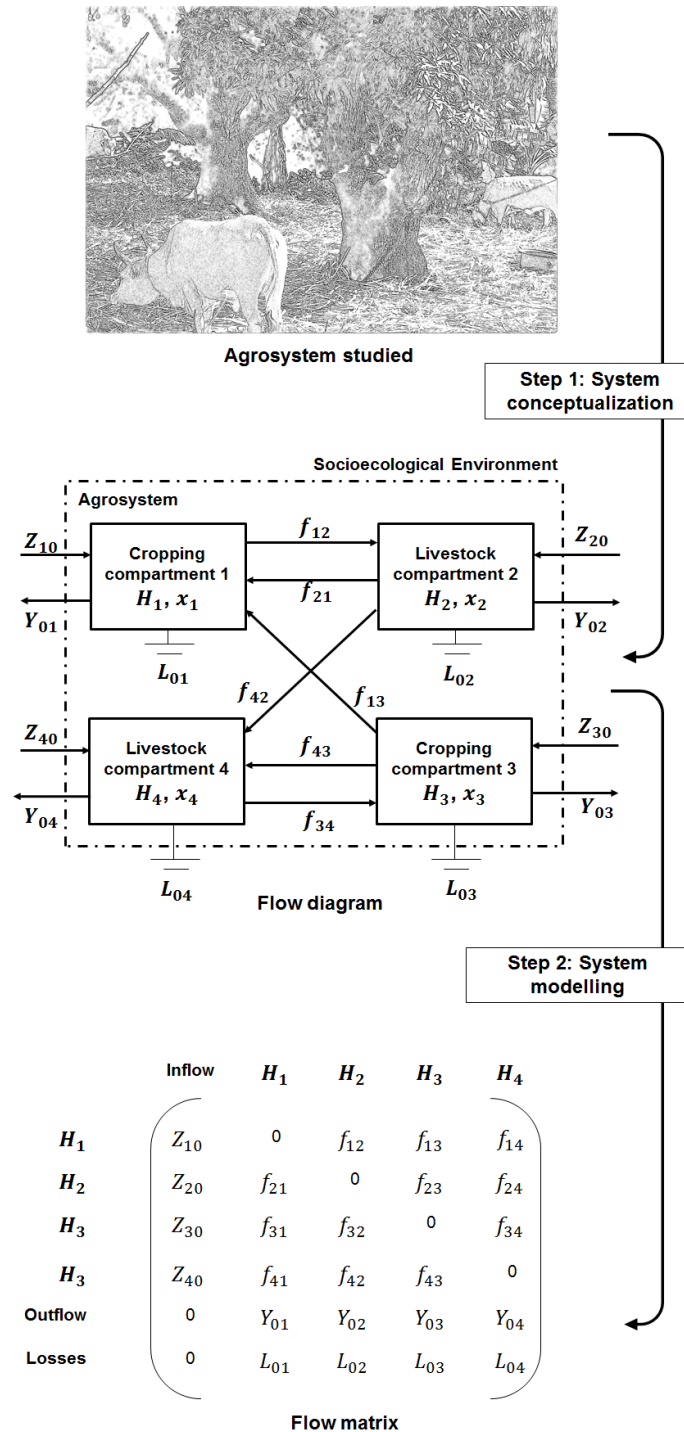 Agrosystem studied
Step 1: System
conceptualization
Socioecological Environment
Agrosystem
Z₁₀
Y₀₁
Cropping
compartment 1
H₁, x₁
L₀₁
f₁₂
f₂₁
Livestock
compartment 2
H₂, x₂
L₀₂
Z₂₀
Y₀₂
f₄₂
f₁₃
Z₄₀
Y₀₄
Livestock
compartment 4
H₄, x₄
L₀₄
f₄₃
f₃₄
Cropping
compartment 3
H₃, x₃
L₀₃
Z₃₀
Y₀₃
Flow diagram
Step 2: System
modelling
Inflow H₁ H₂ H₃ H₄
H₁ Z₁₀ 0 f₁₂ f₁₃ f₁₄
H₂ Z₂₀ f₂₁ 0 f₂₃ f₂₄
H₃ Z₃₀ f₃₁ f₃₂ 0 f₃₄
H₃ Z₄₀ f₄₁ f₄₂ f₄₃ 0
Outflow 0 Y₀₁ Y₀₂ Y₀₃ Y₀₄
Losses 0 L₀₁ L₀₂ L₀₃ L₀₄
Flow matrix